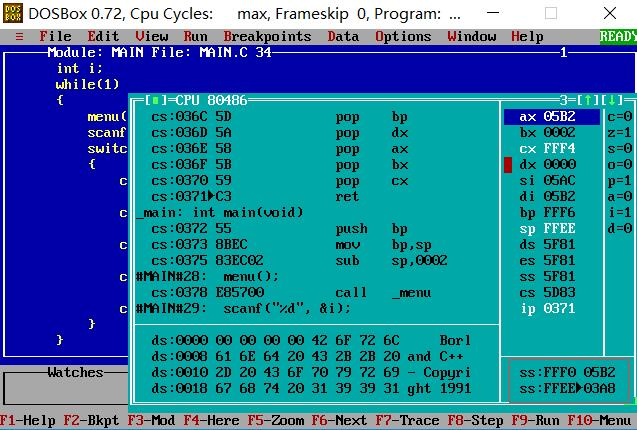 DOSBox 0.72, Cpu Cycles: max, Frameskip 0, Program: ...
≡ File Edit View Run Breakpoints Data Options Window Help READY
Module: MAIN File: MAIN.C 34 1
int i;
while(1)
{
menu(
scanf
switc
{
c
c
c
c
c
}
}
[■]=CPU 80486 3=[↑][↓]
cs:036C 5D pop bp
cs:036D 5A pop dx
cs:036E 58 pop ax
cs:036F 5B pop bx
cs:0370 59 pop cx
cs:0371►C3 ret
_main: int main(void)
cs:0372 55 push bp
cs:0373 8BEC mov bp,sp
cs:0375 83EC02 sub sp,0002
#MAIN#28: menu();
cs:0378 E85700 call _menu
#MAIN#29: scanf("%d", &i);
ax 05B2 c=0
bx 0002 z=1
cx FFF4 s=0
dx 0000 o=0
si 05AC p=1
di 05B2 a=0
bp FFF6 i=1
sp FFEE d=0
ds 5F81
es 5F81
ss 5F81
cs 5D83
ip 0371
ds:0000 00 00 00 00 42 6F 72 6C Borl
ds:0008 61 6E 64 20 43 2B 2B 20 and C++
ds:0010 2D 20 43 6F 70 79 72 69 - Copyri
ds:0018 67 68 74 20 31 39 39 31 ght 1991
ss:FFF0 05B2
ss:FFEE►03A8
Watches
F1-Help F2-Bkpt F3-Mod F4-Here F5-Zoom F6-Next F7-Trace F8-Step F9-Run F10-Menu